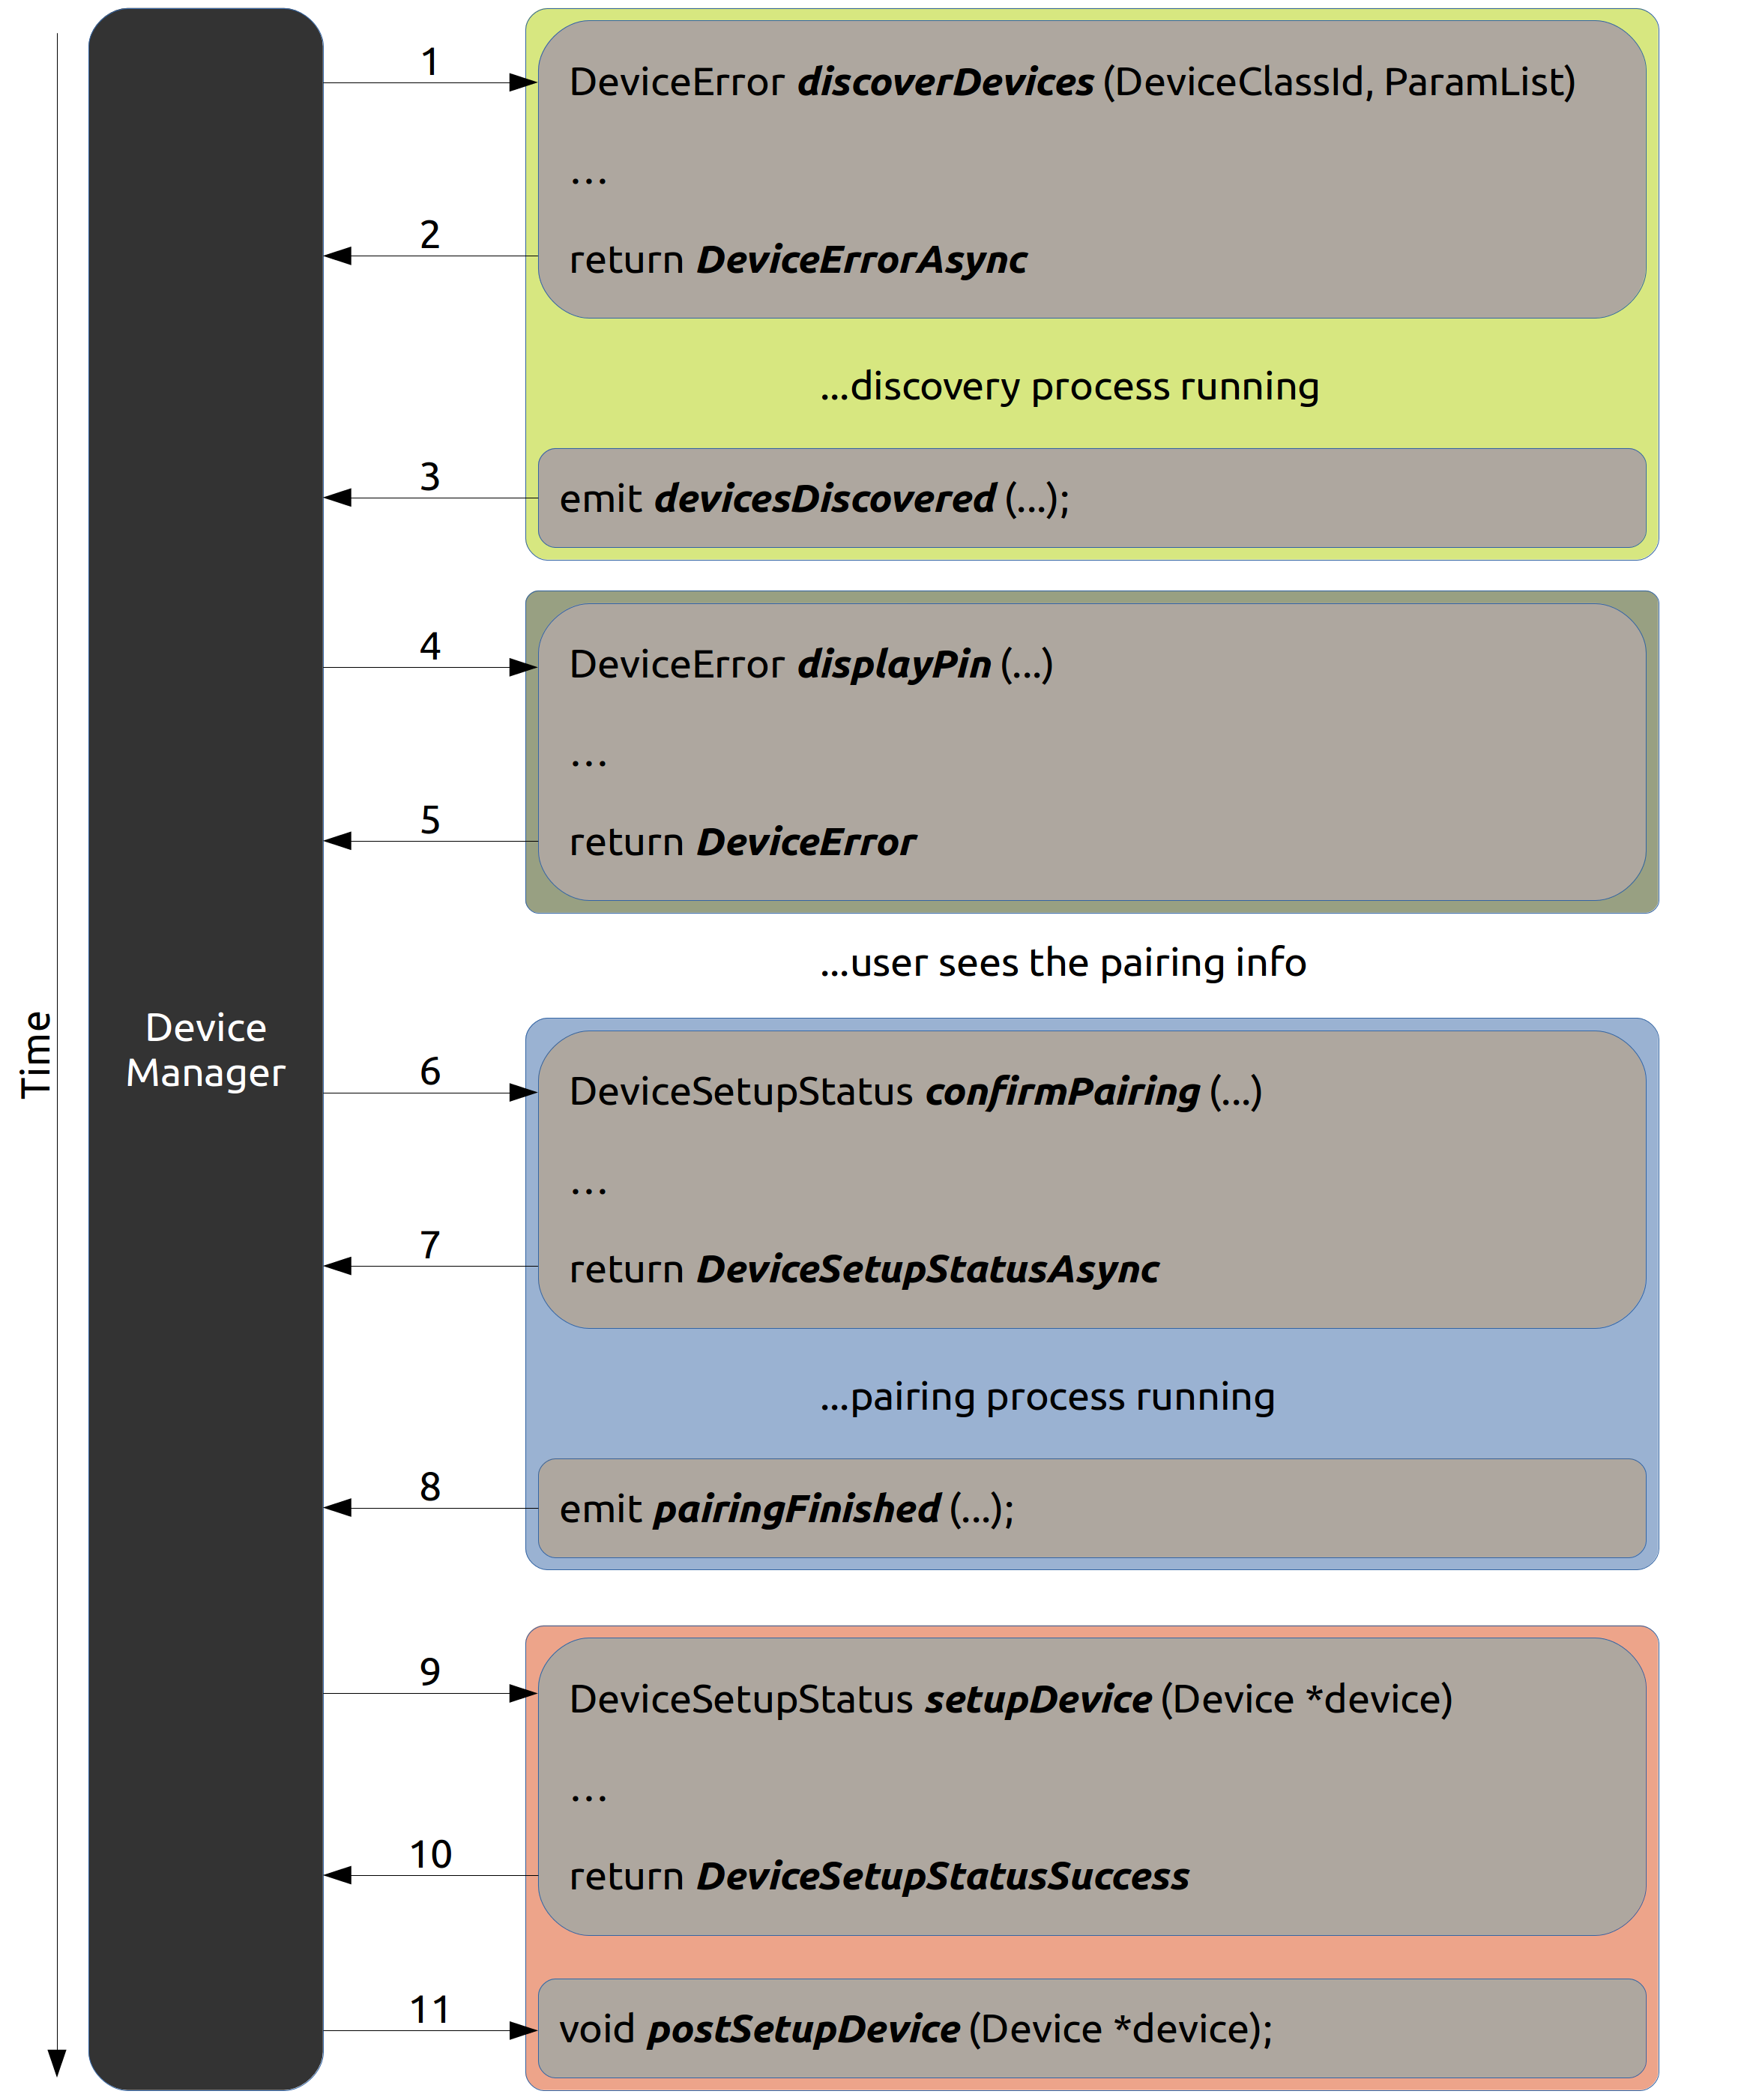 1
DeviceError discoverDevices (DeviceClassId, ParamList)
...
2
return DeviceErrorAsync
...discovery process running
3
emit devicesDiscovered (...);
4
DeviceError displayPin (...)
...
5
return DeviceError
...user sees the pairing info
Time
Device
Manager
6
DeviceSetupStatus confirmPairing (...)
...
7
return DeviceSetupStatusAsync
...pairing process running
8
emit pairingFinished (...);
9
DeviceSetupStatus setupDevice (Device *device)
...
10
return DeviceSetupStatusSuccess
11
void postSetupDevice (Device *device);